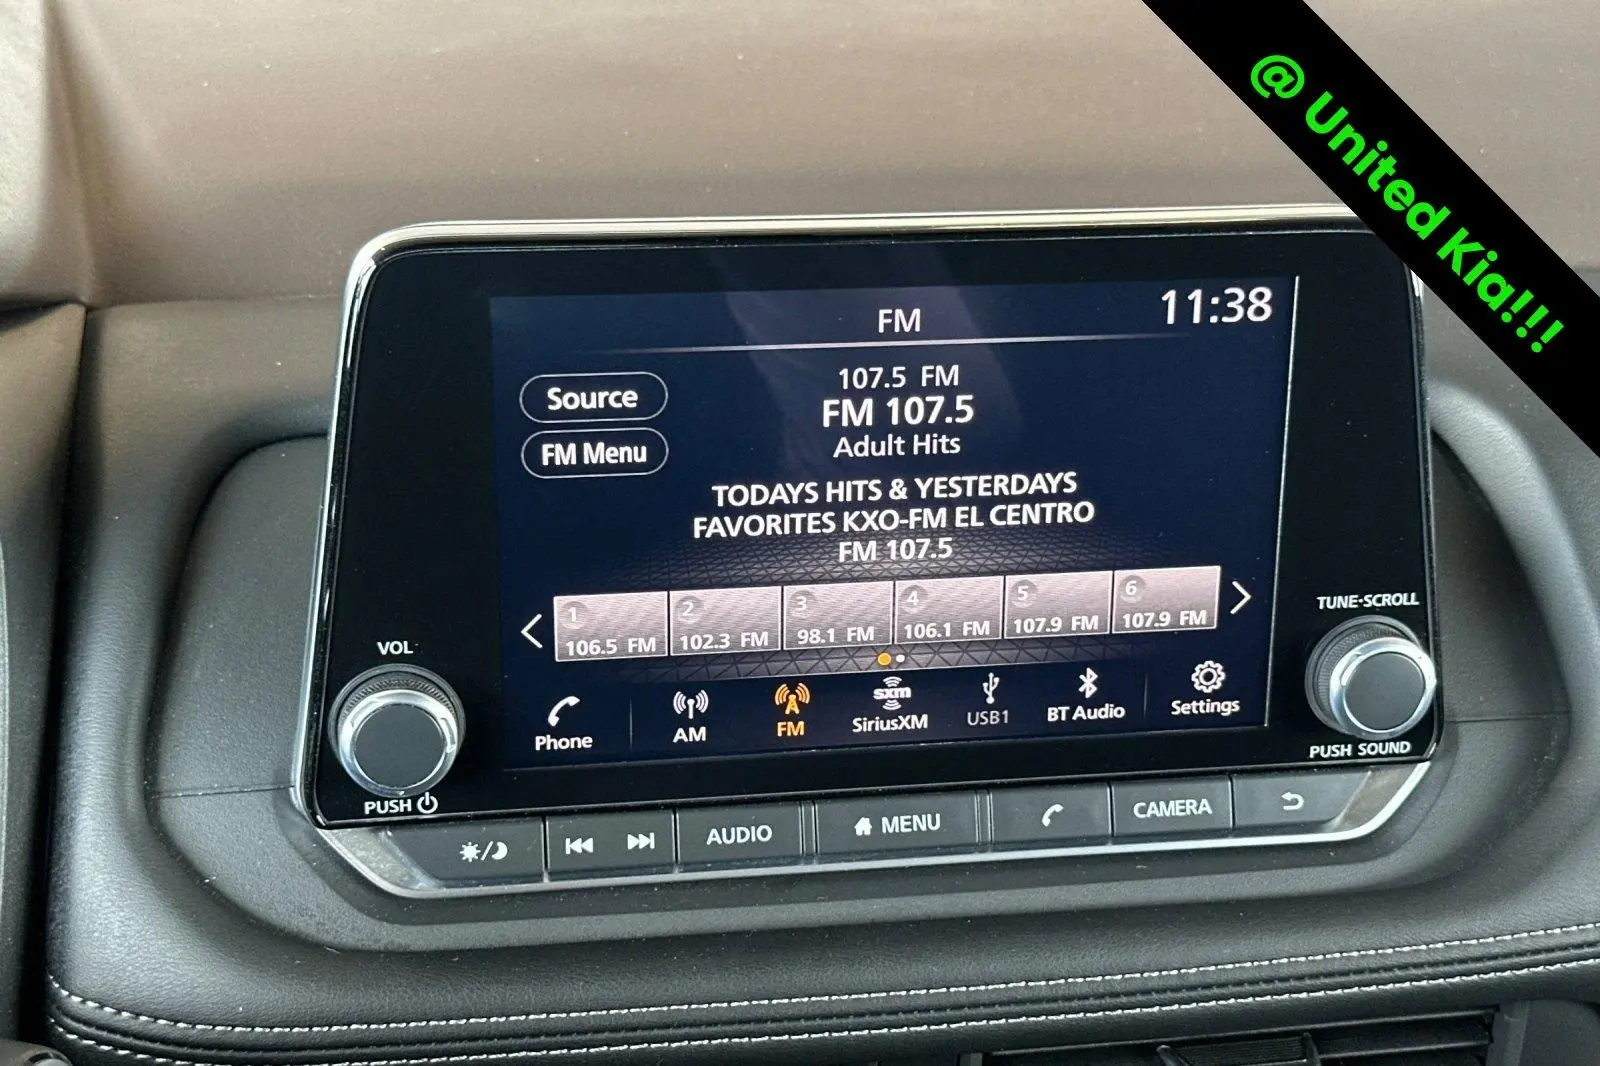 @ United Kia!!!
FM
11:38
Source
FM Menu
107.5 FM
FM 107.5
Adult Hits
TODAYS HITS & YESTERDAYS
FAVORITES KXO-FM EL CENTRO
FM 107.5
1
106.5 FM
2
102.3 FM
3
98.1 FM
4
106.1 FM
5
107.9 FM
6
107.9 FM
Phone
AM
FM
sxm
SiriusXM
USB1
BT Audio
Settings
VOL
PUSH
TUNE·SCROLL
PUSH SOUND
AUDIO
MENU
CAMERA